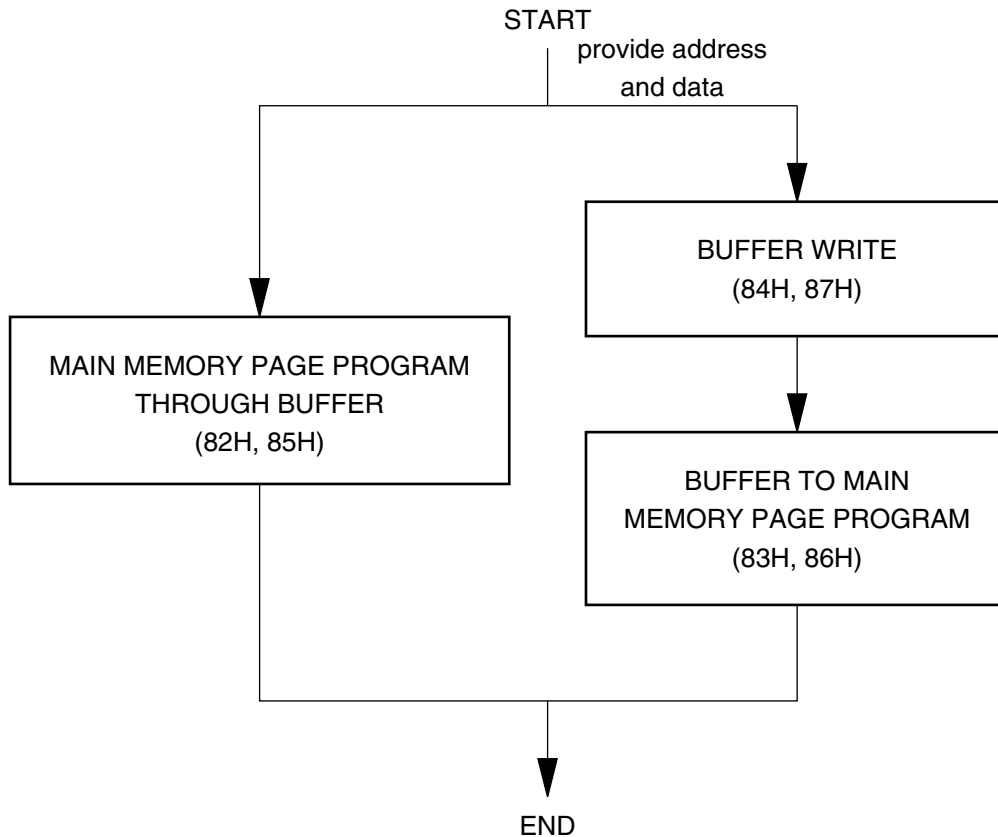 START
provide address
and data
BUFFER WRITE
(84H, 87H)
MAIN MEMORY PAGE PROGRAM
THROUGH BUFFER
(82H, 85H)
BUFFER TO MAIN
MEMORY PAGE PROGRAM
(83H, 86H)
END